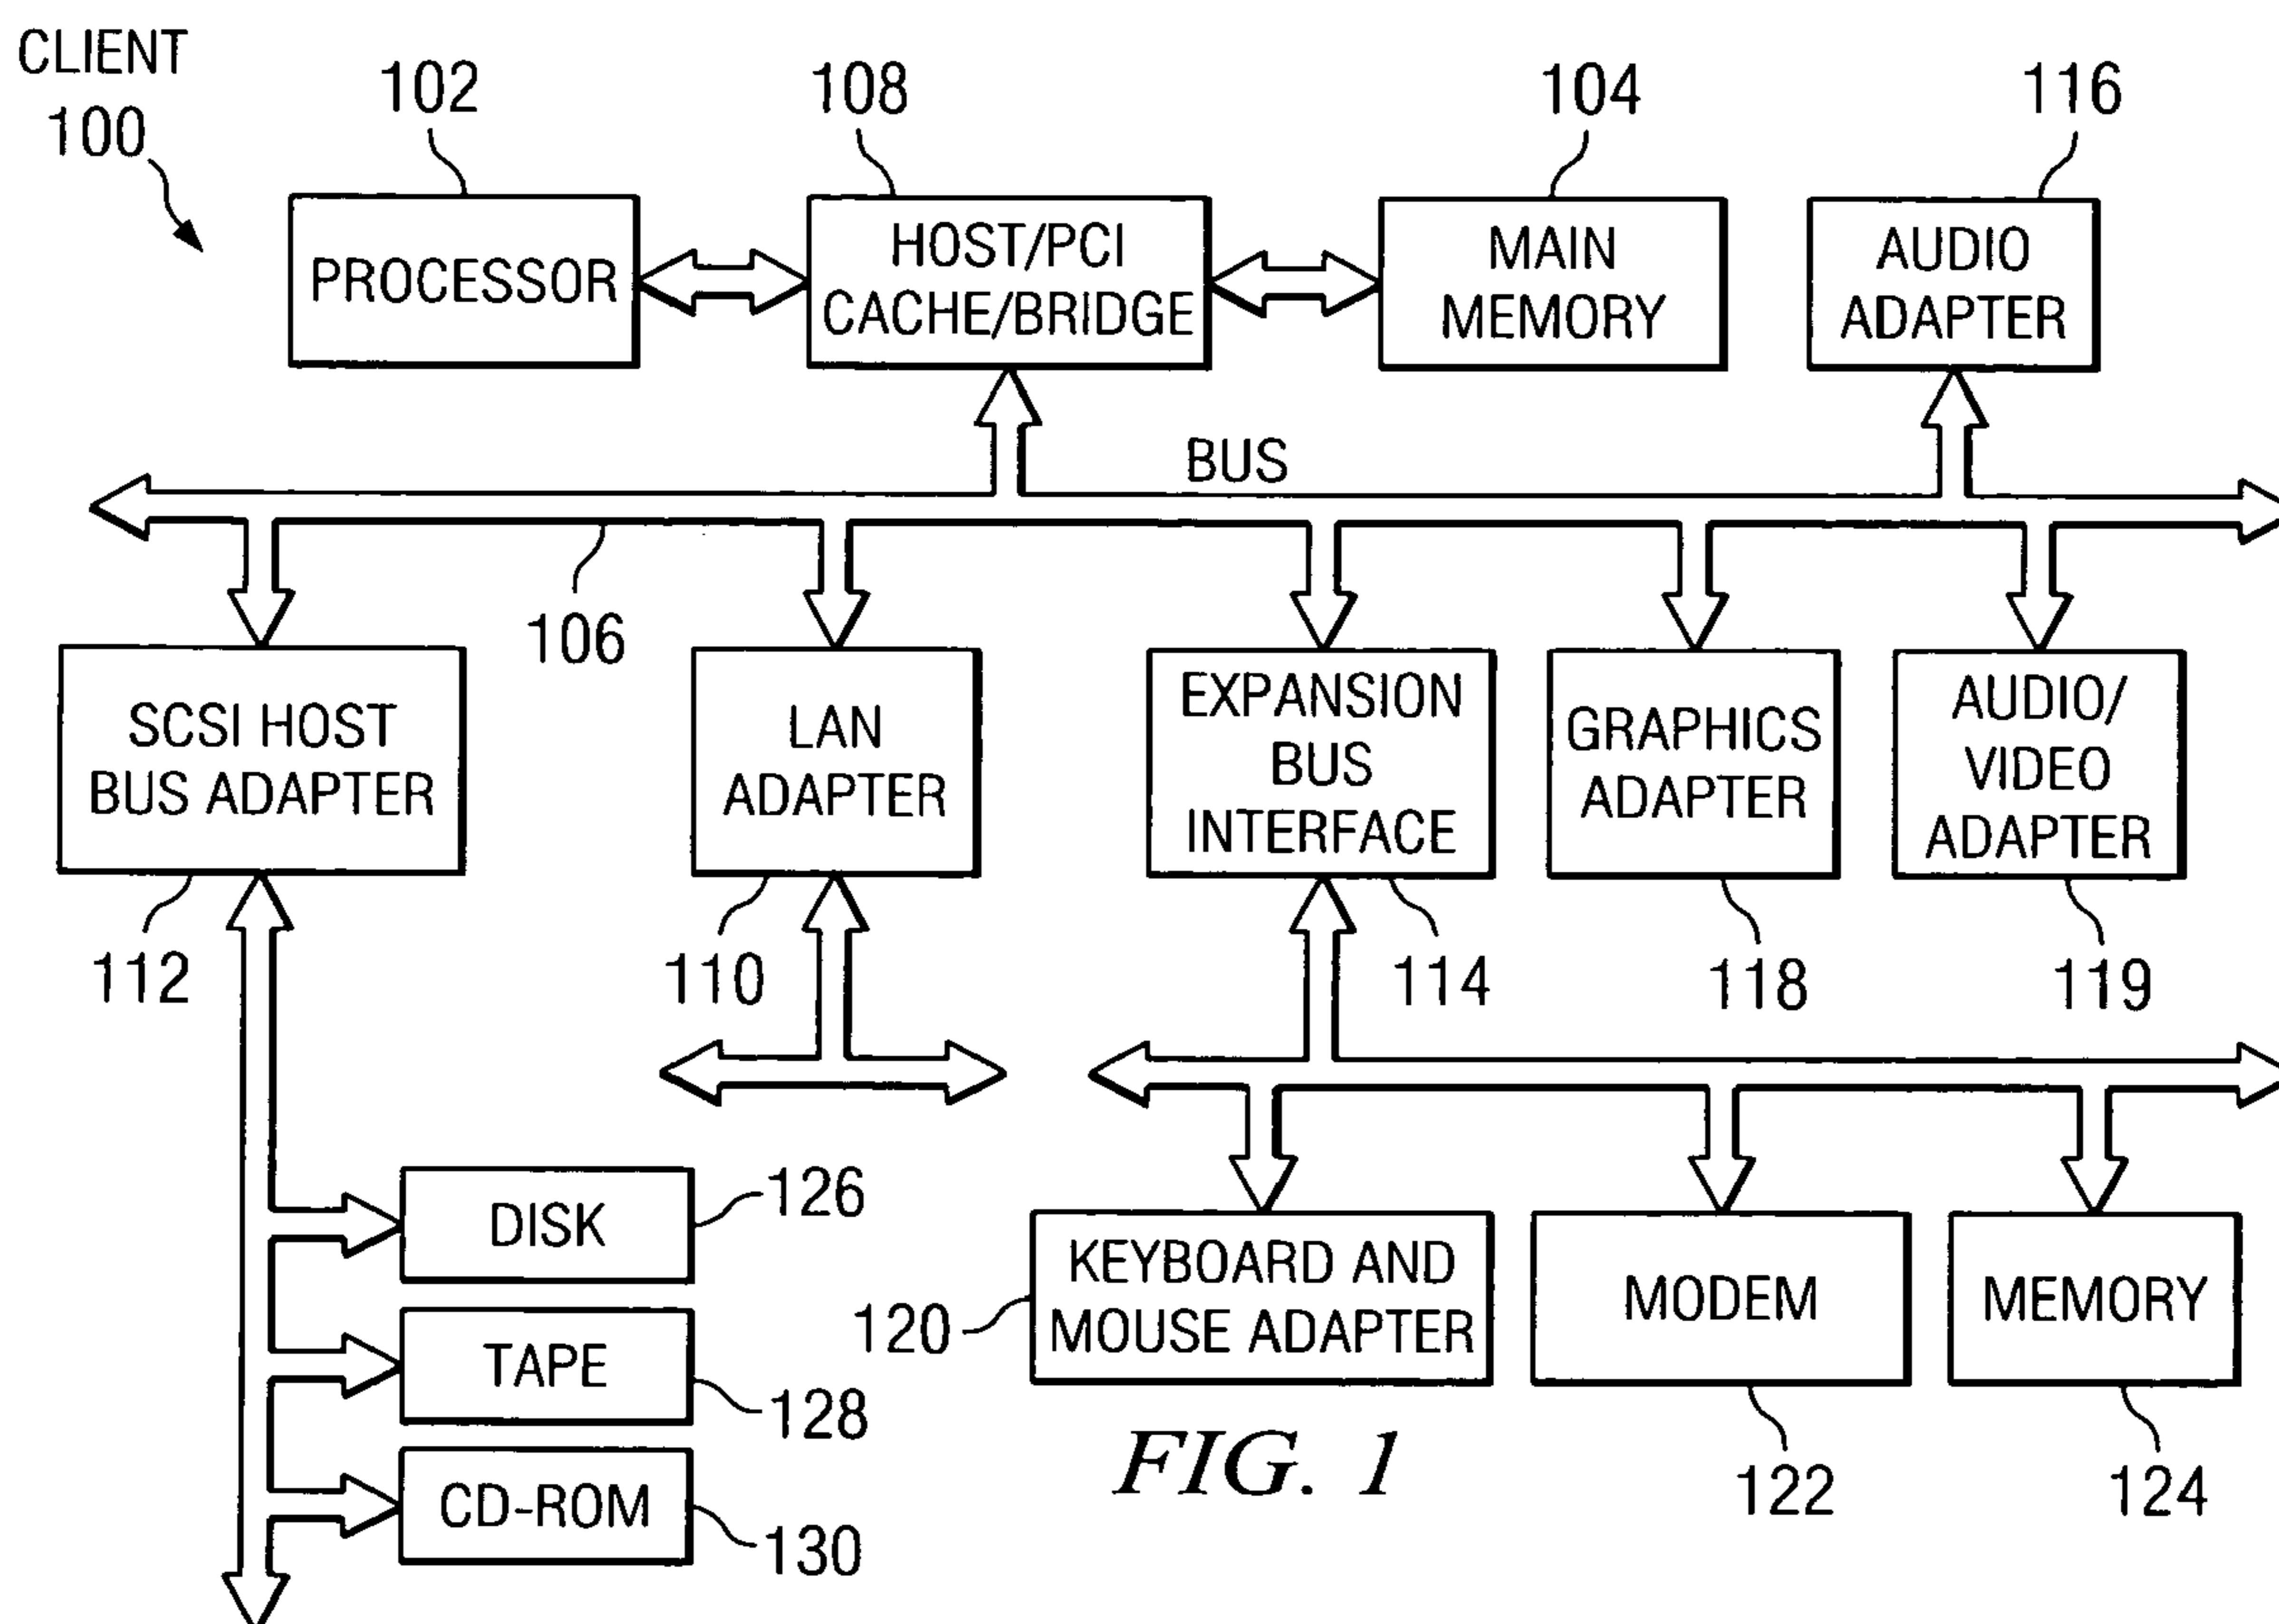 CLIENT
100
102
108
104
116
PROCESSOR
HOST/PCI
CACHE/BRIDGE
MAIN
MEMORY
AUDIO
ADAPTER
BUS
106
SCSI HOST
BUS ADAPTER
LAN
ADAPTER
EXPANSION
BUS
INTERFACE
GRAPHICS
ADAPTER
AUDIO/
VIDEO
ADAPTER
112
110
114
118
119
DISK
126
TAPE
128
CD-ROM
130
120
KEYBOARD AND
MOUSE ADAPTER
MODEM
MEMORY
122
124
FIG. 1